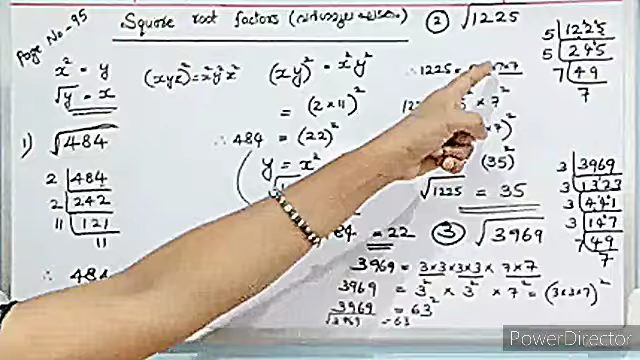 Page No-95
Square root factors
x² = y
√y = x
(xyz)² = x²y²z²
(xy)² = x²y²
= (2×11)²
∴ 484 = (22)²
y = x²
= 22
1) √484
2 | 484
2 | 242
11 | 121
11
∴ 484
② √1225
5 | 1225
5 | 245
7 | 49
7
∴ 1225 =
(35)²
√1225 = 35
③ √3969
3 | 3969
3 | 1323
3 | 441
3 | 147
7 | 49
7
3969 = 3×3×3×3× 7×7
3969 = 3² × 3² × 7² = (3×3×7)²
3969 = 63²
√3969 = 63
PowerDirector